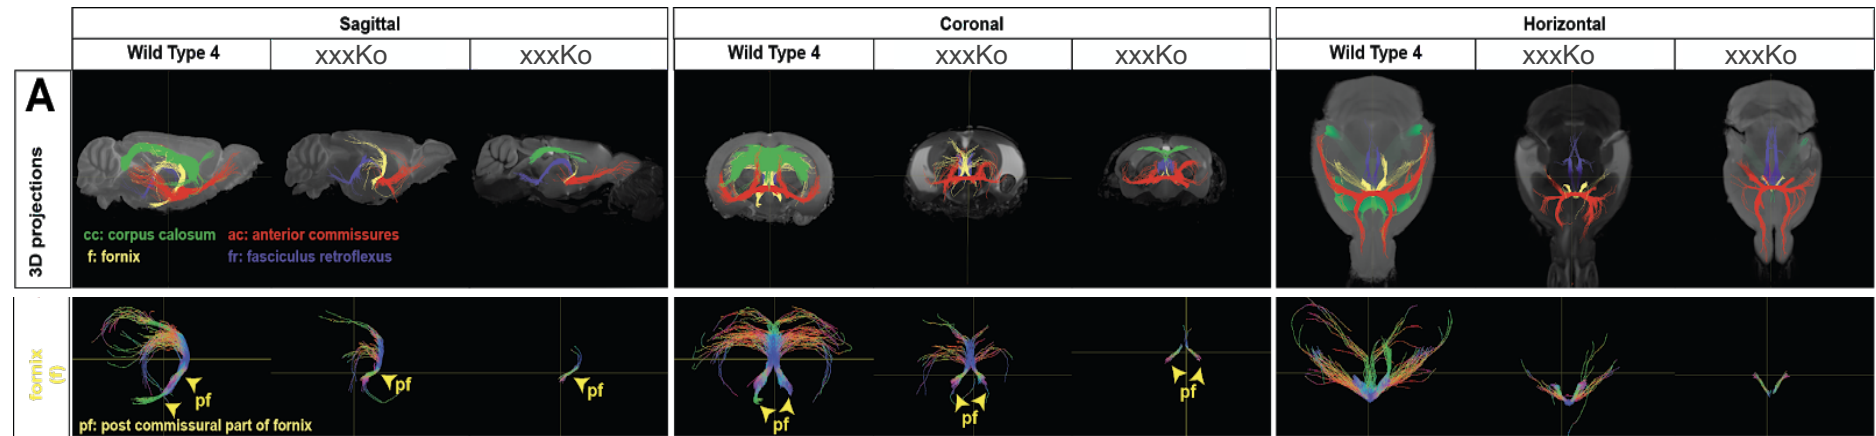 Sagittal Coronal Horizontal
Wild Type 4 xxxKo xxxKo Wild Type 4 xxxKo xxxKo Wild Type 4 xxxKo xxxKo
A
3D projections
cc: corpus calosum ac: anterior commissures
f: fornix fr: fasciculus retroflexus
fornix
(f)
pf
pf
pf
pf
pf
pf
pf: post commissural part of fornix